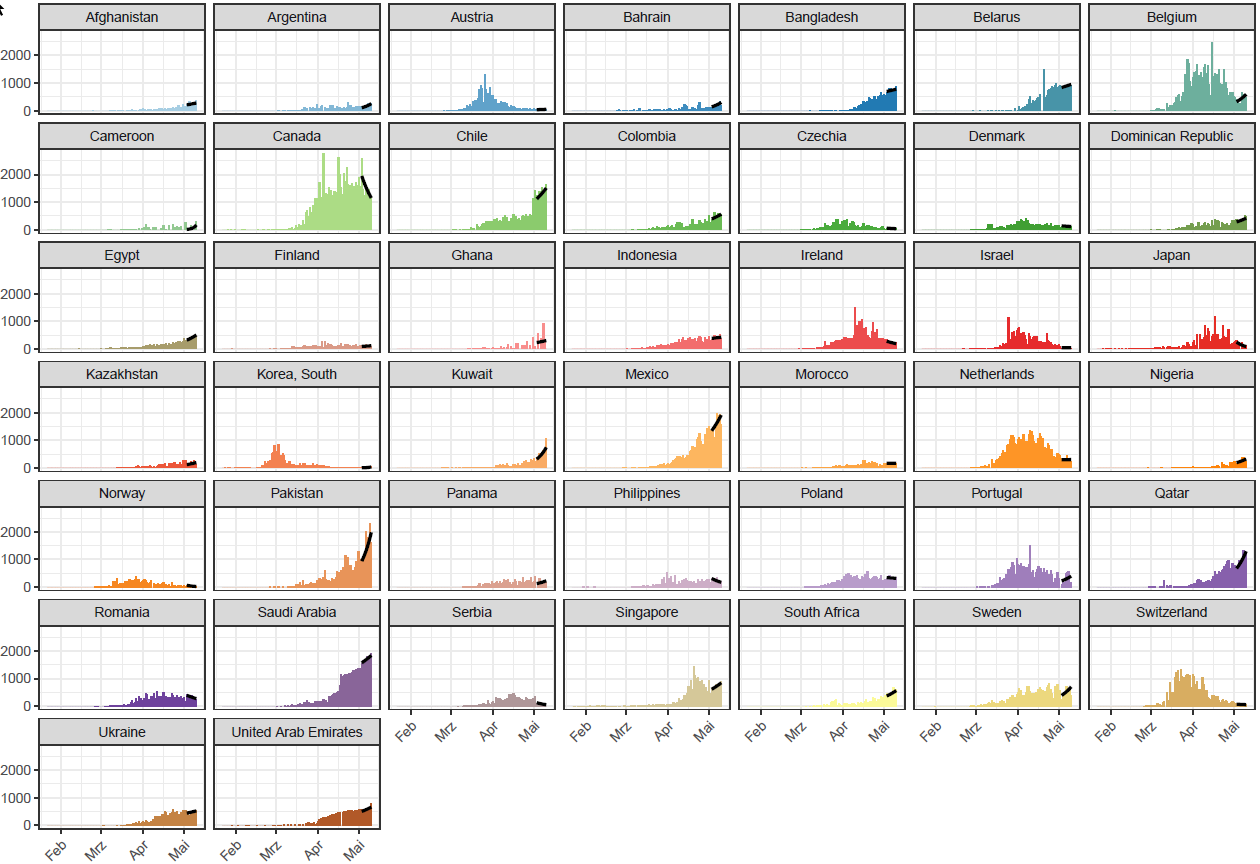 Afghanistan Argentina Austria Bahrain Bangladesh Belarus Belgium
2000
1000
0
Cameroon Canada Chile Colombia Czechia Denmark Dominican Republic
2000
1000
0
Egypt Finland Ghana Indonesia Ireland Israel Japan
2000
1000
0
Kazakhstan Korea, South Kuwait Mexico Morocco Netherlands Nigeria
2000
1000
0
Norway Pakistan Panama Philippines Poland Portugal Qatar
2000
1000
0
Romania Saudi Arabia Serbia Singapore South Africa Sweden Switzerland
2000
1000
0
Feb Mrz Apr Mai Feb Mrz Apr Mai Feb Mrz Apr Mai Feb Mrz Apr Mai Feb Mrz Apr Mai
Ukraine United Arab Emirates
2000
1000
0
Feb Mrz Apr Mai Feb Mrz Apr Mai